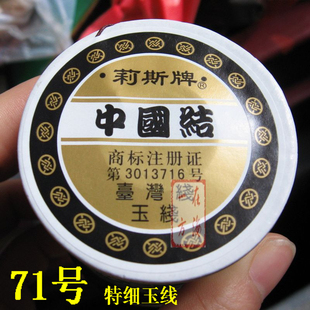 莉斯牌®
中國結
商标注册证
第3013716号
臺灣綫
玉綫
71号 特细玉线